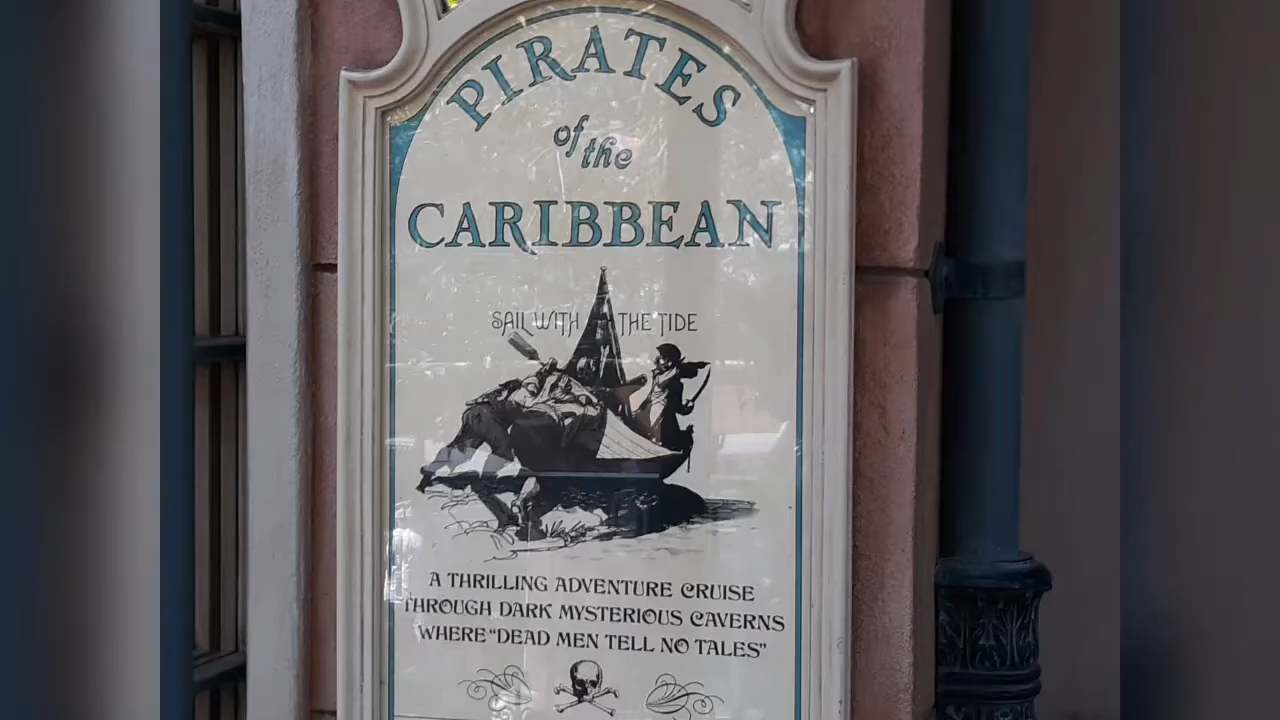 PIRATES
of the
CARIBBEAN
SAIL WITH THE TIDE
A THRILLING ADVENTURE CRUISE
THROUGH DARK MYSTERIOUS CAVERNS
WHERE "DEAD MEN TELL NO TALES"